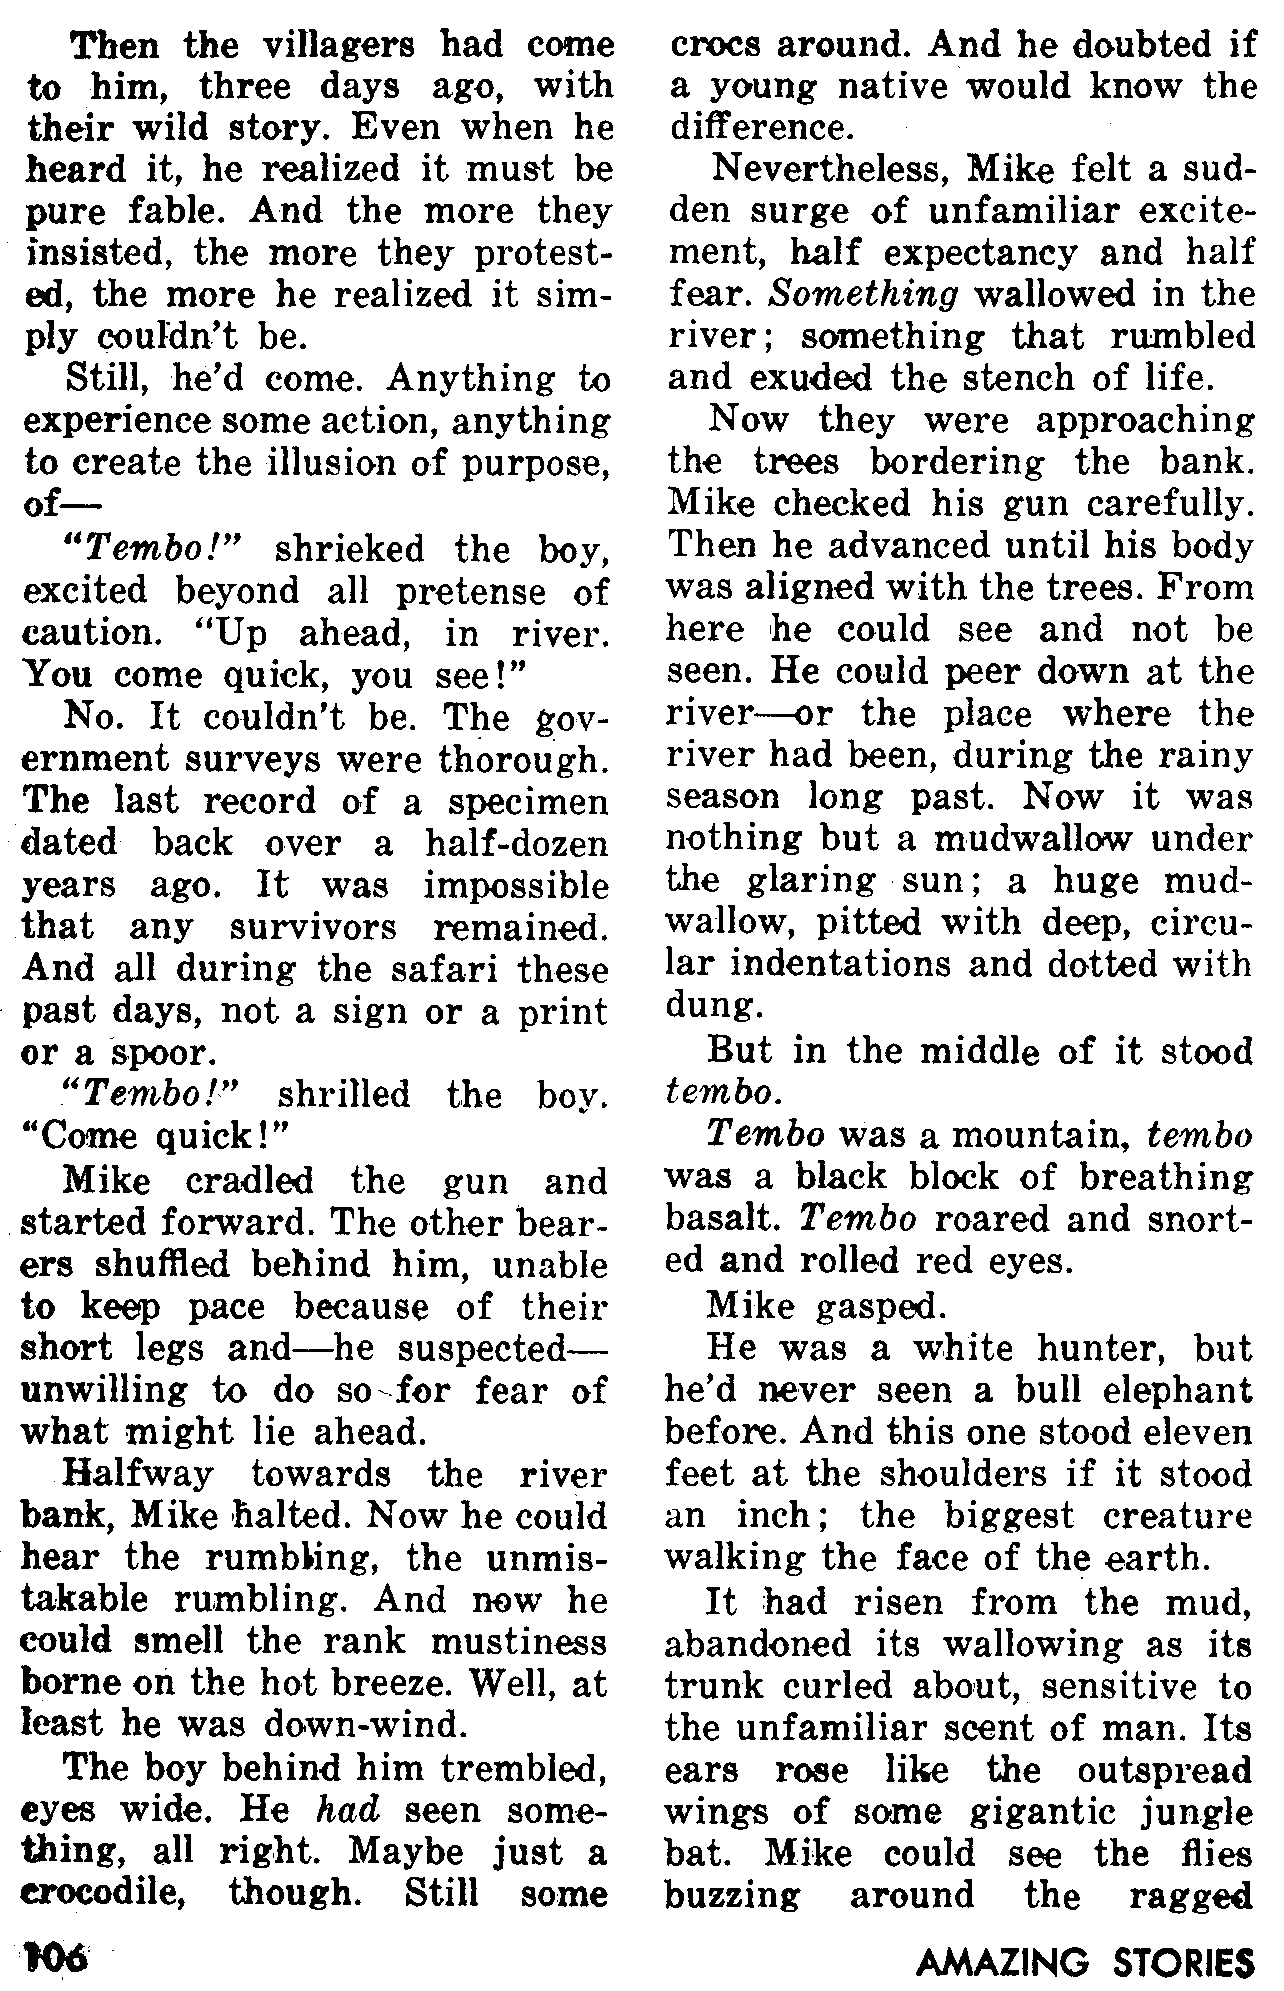 Then the villagers had come
to him, three days ago, with
their wild story. Even when he
heard it, he realized it must be
pure fable. And the more they
insisted, the more they protest-
ed, the more he realized it sim-
ply couldn't be.
Still, he'd come. Anything to
experience some action, anything
to create the illusion of purpose,
of—
“Tembo!” shrieked the boy,
excited beyond all pretense of
caution. “Up ahead, in river.
You come quick, you see!”
No. It couldn't be. The gov-
ernment surveys were thorough.
The last record of a specimen
dated back over a half-dozen
years ago. It was impossible
that any survivors remained.
And all during the safari these
past days, not a sign or a print
or a spoor.
“Tembo!” shrilled the boy.
“Come quick!”
Mike cradled the gun and
started forward. The other bear-
ers shuffled behind him, unable
to keep pace because of their
short legs and—he suspected—
unwilling to do so for fear of
what might lie ahead.
Halfway towards the river
bank, Mike halted. Now he could
hear the rumbling, the unmis-
takable rumbling. And now he
could smell the rank mustiness
borne on the hot breeze. Well, at
least he was down-wind.
The boy behind him trembled,
eyes wide. He had seen some-
thing, all right. Maybe just a
crocodile, though. Still some
crocs around. And he doubted if
a young native would know the
difference.
Nevertheless, Mike felt a sud-
den surge of unfamiliar excite-
ment, half expectancy and half
fear. Something wallowed in the
river; something that rumbled
and exuded the stench of life.
Now they were approaching
the trees bordering the bank.
Mike checked his gun carefully.
Then he advanced until his body
was aligned with the trees. From
here he could see and not be
seen. He could peer down at the
river—or the place where the
river had been, during the rainy
season long past. Now it was
nothing but a mudwallow under
the glaring sun; a huge mud-
wallow, pitted with deep, circu-
lar indentations and dotted with
dung.
But in the middle of it stood
tembo.
Tembo was a mountain, tembo
was a black block of breathing
basalt. Tembo roared and snort-
ed and rolled red eyes.
Mike gasped.
He was a white hunter, but
he'd never seen a bull elephant
before. And this one stood eleven
feet at the shoulders if it stood
an inch; the biggest creature
walking the face of the earth.
It had risen from the mud,
abandoned its wallowing as its
trunk curled about, sensitive to
the unfamiliar scent of man. Its
ears rose like the outspread
wings of some gigantic jungle
bat. Mike could see the flies
buzzing around the ragged
106
AMAZING STORIES